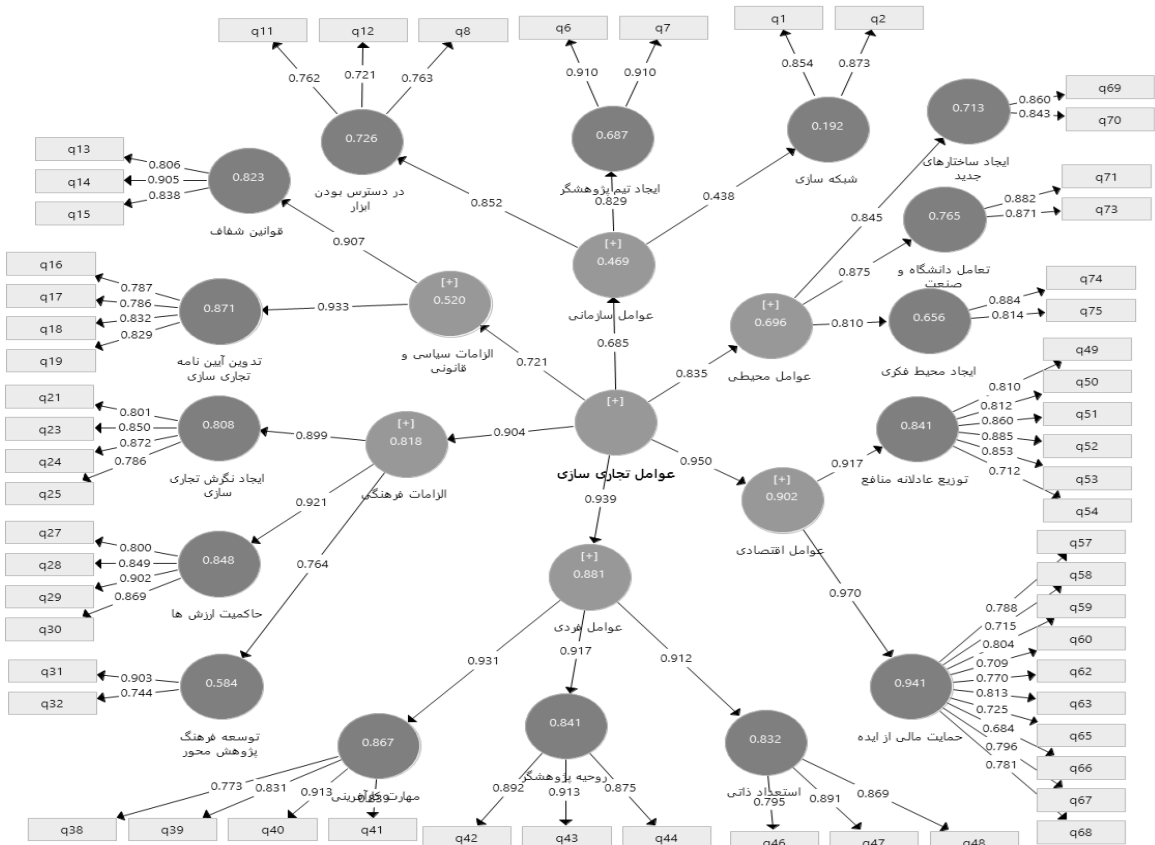 q11
q12
q8
q6
q7
q1
q2
0.762
0.721
0.763
0.910
0.910
0.854
0.873
0.726
در دسترس بودن
ابزار
0.687
ایجاد تیم پژوهشگر
0.192
شبکه سازی
0.713
ایجاد ساختارهای
جدید
0.860
0.843
q69
q70
q13
q14
q15
0.806
0.905
0.838
0.823
قوانین شفاف
0.852
0.829
0.438
0.845
0.765
تعامل دانشگاه و
صنعت
0.882
0.871
q71
q73
0.907
[+]
0.469
عوامل سازمانی
0.875
q16
q17
q18
q19
0.787
0.786
0.832
0.829
0.871
تدوین آیین نامه
تجاری سازی
0.933
[+]
0.520
الزامات سیاسی و
قانونی
0.721
0.685
0.835
[+]
0.696
عوامل محیطی
0.810
0.656
ایجاد محیط فکری
0.884
0.814
q74
q75
q21
q23
q24
q25
0.801
0.850
0.872
0.786
0.808
ایجاد نگرش تجاری
سازی
0.899
[+]
0.818
الزامات فرهنگی
0.904
[+]
عوامل تجاری سازی
0.950
[+]
0.902
عوامل اقتصادی
0.917
0.841
توزیع عادلانه منافع
0.810
0.812
0.860
0.885
0.853
0.712
q49
q50
q51
q52
q53
q54
q27
q28
q29
q30
0.800
0.849
0.902
0.869
0.848
حاکمیت ارزش ها
0.921
0.764
0.939
[+]
0.881
عوامل فردی
0.970
q31
q32
0.903
0.744
0.584
توسعه فرهنگ
پژوهش محور
0.931
0.917
0.912
0.941
حمایت مالی از ایده
0.788
0.715
0.804
0.709
0.770
0.813
0.725
0.684
0.796
0.781
q57
q58
q59
q60
q62
q63
q65
q66
q67
q68
0.867
مهارت کارآفرینی
0.841
روحیه پژوهشگر
0.832
استعداد ذاتی
0.773
0.831
0.913
0.892
0.913
0.875
0.795
0.891
0.869
q38
q39
q40
q41
q42
q43
q44
q46
q47
q48